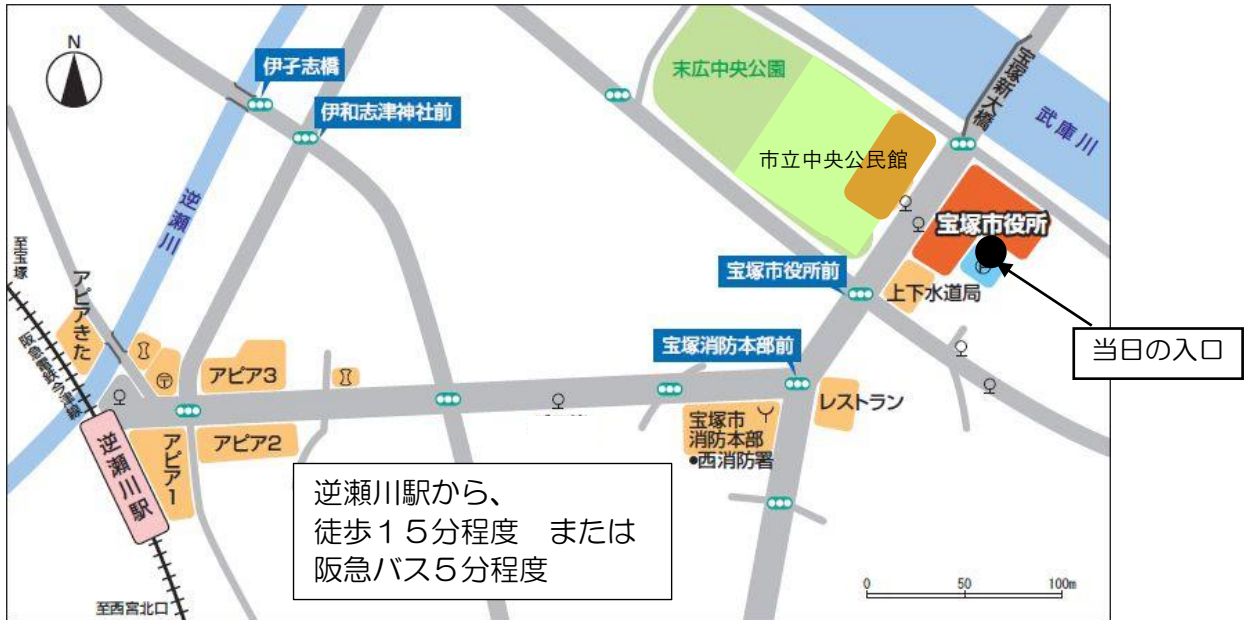 N
伊子志橋
伊和志津神社前
末広中央公園
宝塚新大橋
武庫川
市立中央公民館
逆瀬川
宝塚市役所
至宝塚
宝塚市役所前
上下水道局
当日の入口
アピアきた
阪急電鉄今津線
宝塚消防本部前
アピア3
レストラン
逆瀬川駅
アピア1
アピア2
宝塚市
消防本部
●西消防署
逆瀬川駅から、
徒歩１５分程度　または
阪急バス５分程度
0 50 100m
至西宮北口